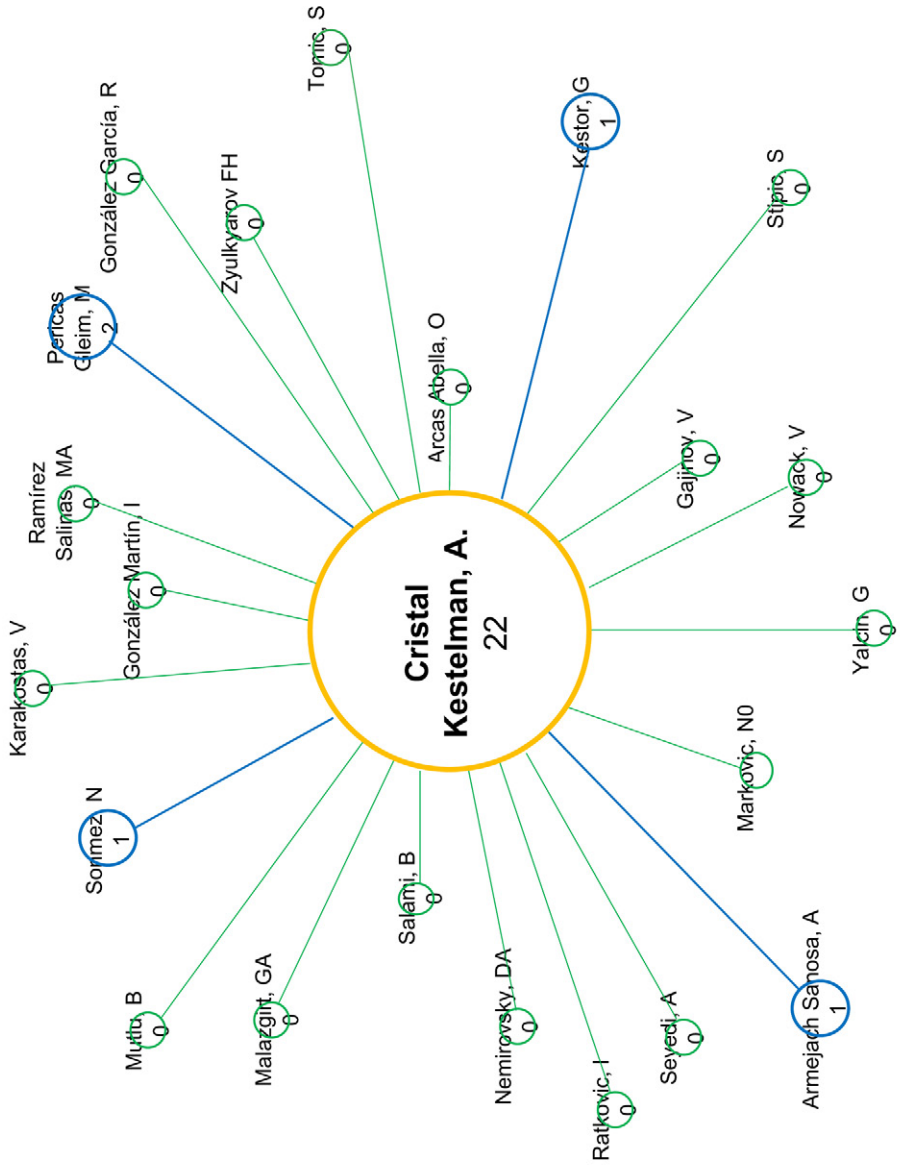 Karakostas, V
0
Ramírez
Salinas, MA
0
Pericas
Gleim, M
2
Sonmez, N
1
González García, R
0
González Martín, I
0
Mutlu, B
0
Zyulkyarov FH
0
Malazgirt, GA
0
Tomic, S
0
Salami, B
0
Cristal
Kestelman, A.
22
Arcas Abella, O
0
Nemirovsky, DA
0
Kestor, G
1
Ratkovic, I
0
Seyedi, A
0
Gajinov, V
0
Markovic, N0
Stipic, S
0
Nowack, V
0
Armejach Sanosa, A
1
Yalcin, G
0